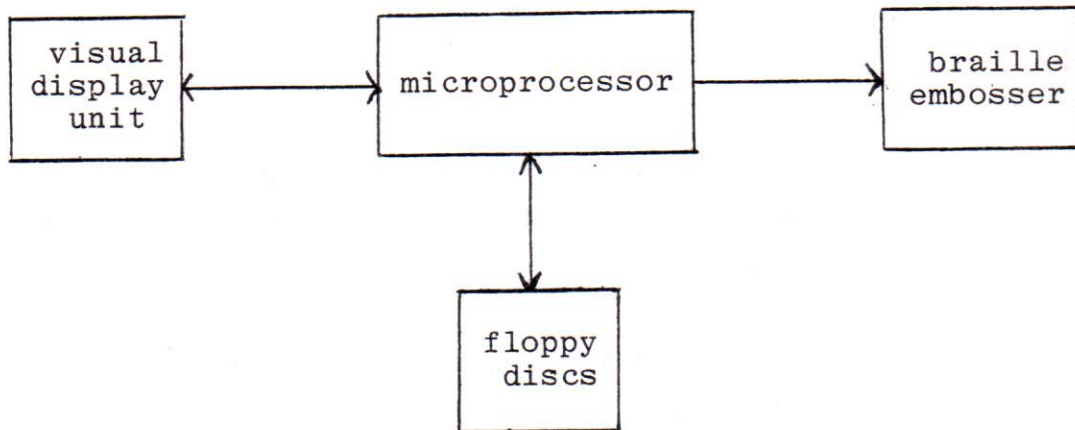 visual
display
unit
microprocessor
braille
embosser
floppy
discs